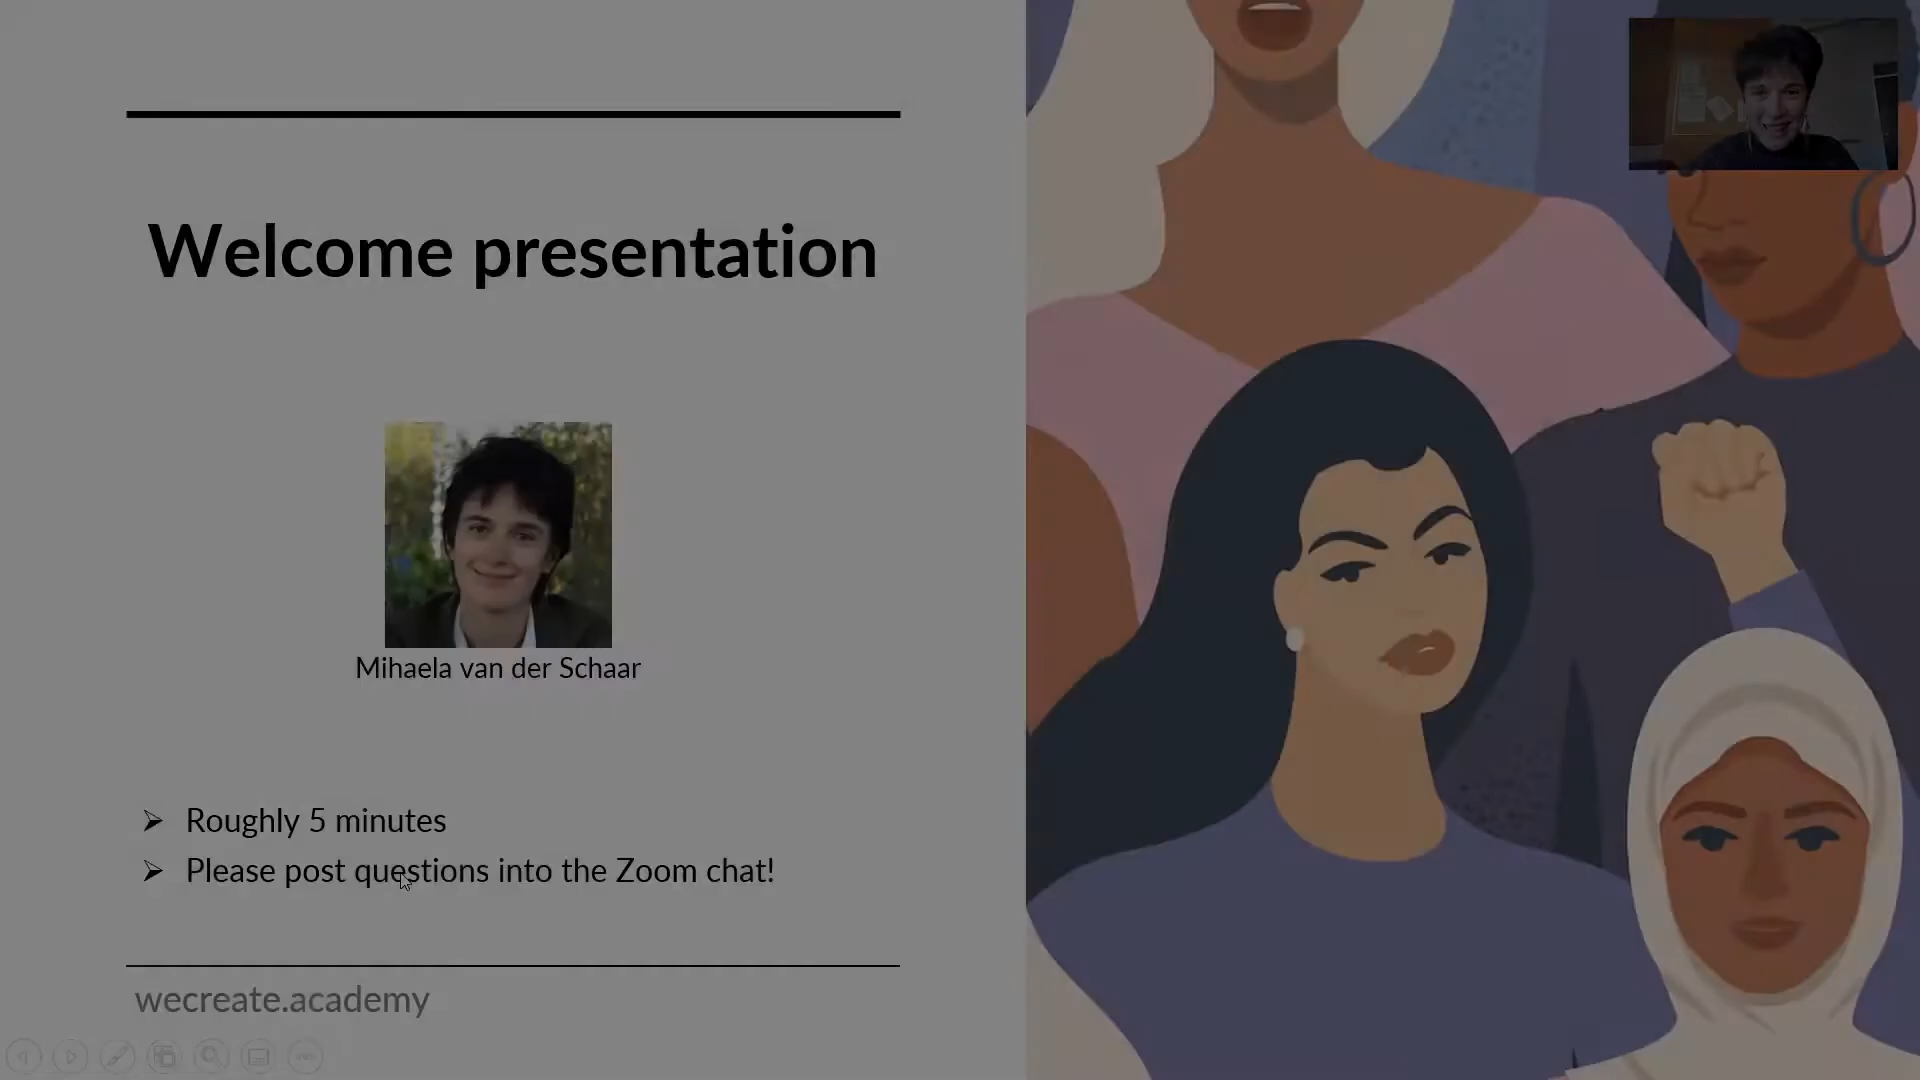 Welcome presentation
Mihaela van der Schaar
Roughly 5 minutes
Please post questions into the Zoom chat!
wecreate.academy